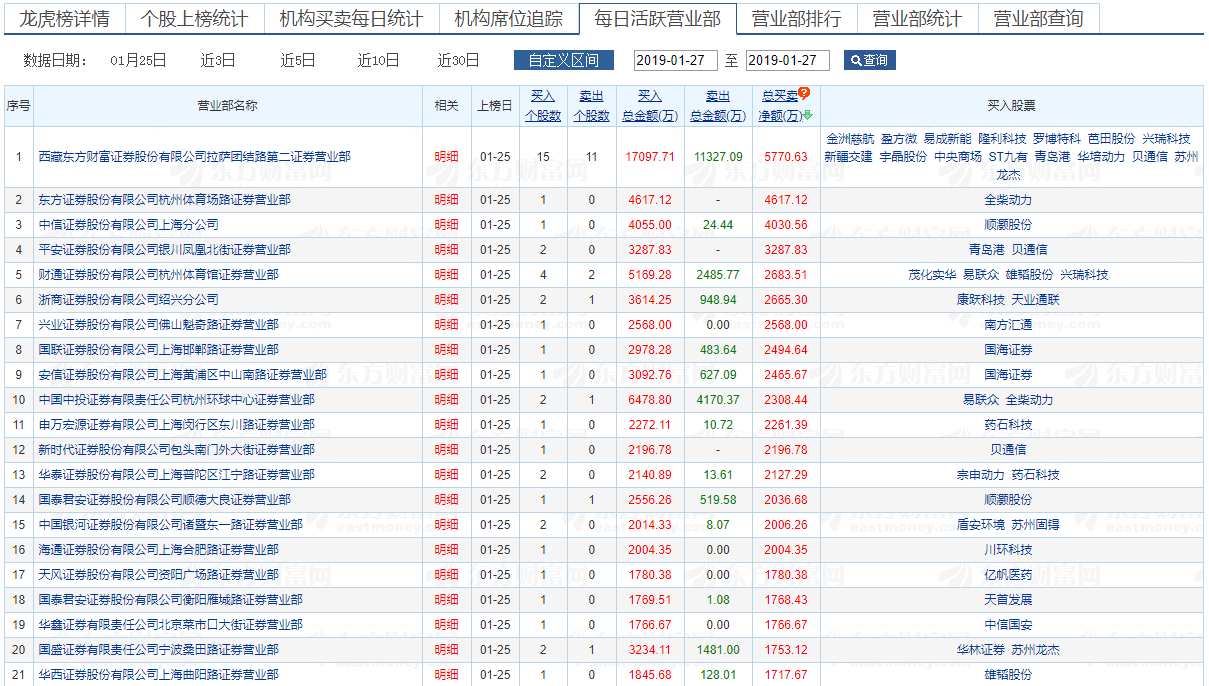 龙虎榜详情 个股上榜统计 机构买卖每日统计 机构席位追踪 每日活跃营业部 营业部排行 营业部统计 营业部查询
数据日期： 01月25日 近3日 近5日 近10日 近30日 自定义区间 2019-01-27 至 2019-01-27 查询
序号 营业部名称 相关 上榜日 买入个股数 卖出个股数 买入总金额(万) 卖出总金额(万) 总买卖净额(万) 买入股票
1 西藏东方财富证券股份有限公司拉萨团结路第二证券营业部 明细 01-25 15 11 17097.71 11327.09 5770.63 金洲慈航 盈方微 易成新能 隆利科技 罗博特科 芭田股份 兴瑞科技
新疆交建 宇晶股份 中央商场 ST九有 青岛港 华培动力 贝通信 苏州
龙杰
2 东方证券股份有限公司杭州体育场路证券营业部 明细 01-25 1 0 4617.12 - 4617.12 全柴动力
3 中信证券股份有限公司上海分公司 明细 01-25 1 0 4055.00 24.44 4030.56 顺灏股份
4 平安证券股份有限公司银川凤凰北街证券营业部 明细 01-25 2 0 3287.83 - 3287.83 青岛港 贝通信
5 财通证券股份有限公司杭州体育馆证券营业部 明细 01-25 4 2 5169.28 2485.77 2683.51 茂化实华 易联众 雄韬股份 兴瑞科技
6 浙商证券股份有限公司绍兴分公司 明细 01-25 2 1 3614.25 948.94 2665.30 康跃科技 天业通联
7 兴业证券股份有限公司佛山魁奇路证券营业部 明细 01-25 1 0 2568.00 0.00 2568.00 南方汇通
8 国联证券股份有限公司上海邯郸路证券营业部 明细 01-25 1 0 2978.28 483.64 2494.64 国海证券
9 安信证券股份有限公司上海黄浦区中山南路证券营业部 明细 01-25 1 0 3092.76 627.09 2465.67 国海证券
10 中国中投证券有限责任公司杭州环球中心证券营业部 明细 01-25 2 1 6478.80 4170.37 2308.44 易联众 全柴动力
11 申万宏源证券有限公司上海闵行区东川路证券营业部 明细 01-25 1 0 2272.11 10.72 2261.39 药石科技
12 新时代证券股份有限公司包头南门外大街证券营业部 明细 01-25 1 0 2196.78 - 2196.78 贝通信
13 华泰证券股份有限公司上海普陀区江宁路证券营业部 明细 01-25 2 0 2140.89 13.61 2127.29 宗申动力 药石科技
14 国泰君安证券股份有限公司顺德大良证券营业部 明细 01-25 1 1 2556.26 519.58 2036.68 顺灏股份
15 中国银河证券股份有限公司诸暨东一路证券营业部 明细 01-25 2 0 2014.33 8.07 2006.26 盾安环境 苏州固锝
16 海通证券股份有限公司上海合肥路证券营业部 明细 01-25 1 0 2004.35 0.00 2004.35 川环科技
17 天风证券股份有限公司资阳广场路证券营业部 明细 01-25 1 0 1780.38 0.00 1780.38 亿帆医药
18 国泰君安证券股份有限公司衡阳雁城路证券营业部 明细 01-25 1 0 1769.51 1.08 1768.43 天首发展
19 华鑫证券有限责任公司北京菜市口大街证券营业部 明细 01-25 1 0 1766.67 0.00 1766.67 中信国安
20 国盛证券有限责任公司宁波桑田路证券营业部 明细 01-25 2 1 3234.11 1481.00 1753.12 华林证券 苏州龙杰
21 华西证券股份有限公司上海曲阳路证券营业部 明细 01-25 1 0 1845.68 128.01 1717.67 雄韬股份